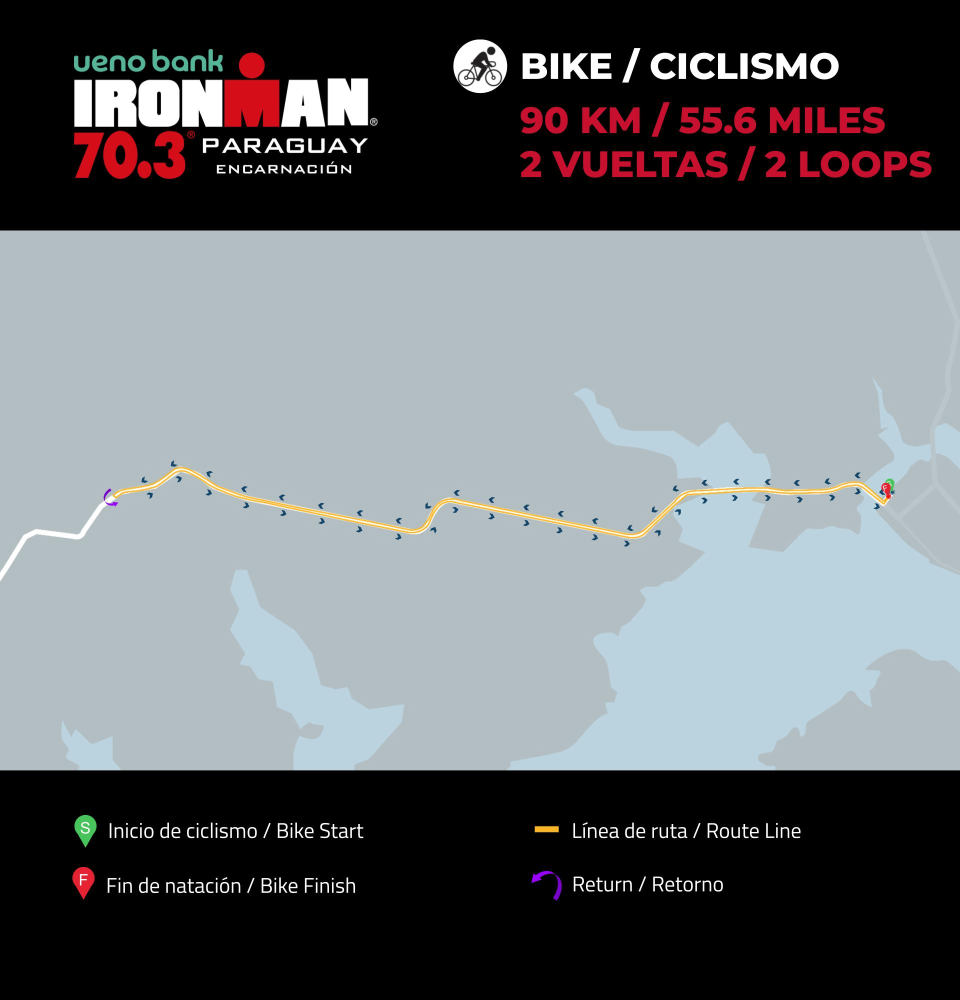 ueno bank
IRONMAN®
70.3® PARAGUAY
ENCARNACIÓN
BIKE / CICLISMO
90 KM / 55.6 MILES
2 VUELTAS / 2 LOOPS
F
S Inicio de ciclismo / Bike Start
F Fin de natación / Bike Finish
Línea de ruta / Route Line
Return / Retorno